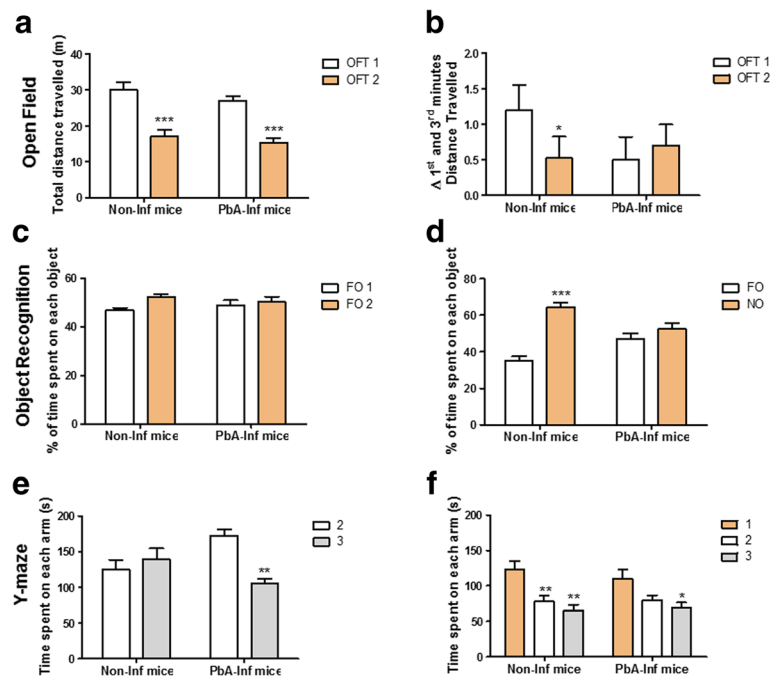 a
Open Field
Total distance travelled (m)
40
30
20
10
0
***
***
Non-Inf mice
PbA-Inf mice
OFT 1
OFT 2
b
Δ 1st and 3rd minutes
Distance Travelled
2.0
1.5
1.0
0.5
0.0
*
Non-Inf mice
PbA-Inf mice
OFT 1
OFT 2
c
Object Recognition
% of time spent on each object
60
40
20
0
Non-Inf mice
PbA-Inf mice
FO 1
FO 2
d
% of time spent on each object
80
60
40
20
0
***
Non-Inf mice
PbA-Inf mice
FO
NO
e
Y-maze
Time spent on each arm (s)
200
150
100
50
0
**
Non-Inf mice
PbA-Inf mice
2
3
f
Time spent on each arm (s)
200
150
100
50
0
**
**
*
Non-Inf mice
PbA-Inf mice
1
2
3